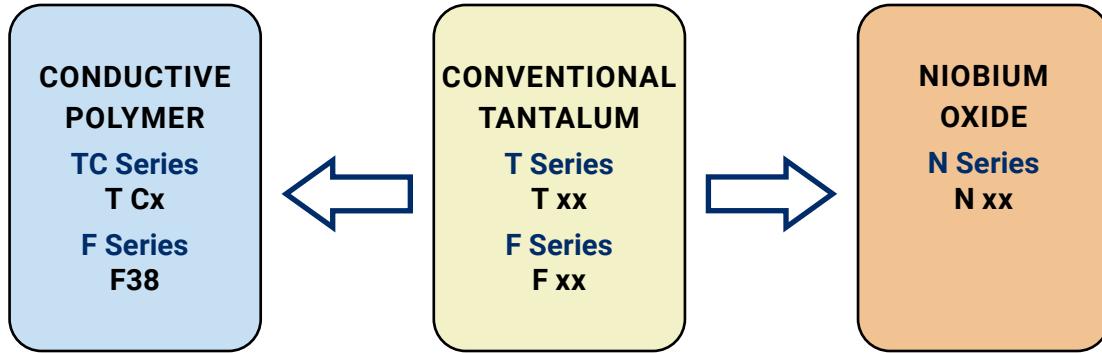 CONDUCTIVE
POLYMER
TC Series
T Cx
F Series
F38
CONVENTIONAL
TANTALUM
T Series
T xx
F Series
F xx
NIOBIUM
OXIDE
N Series
N xx